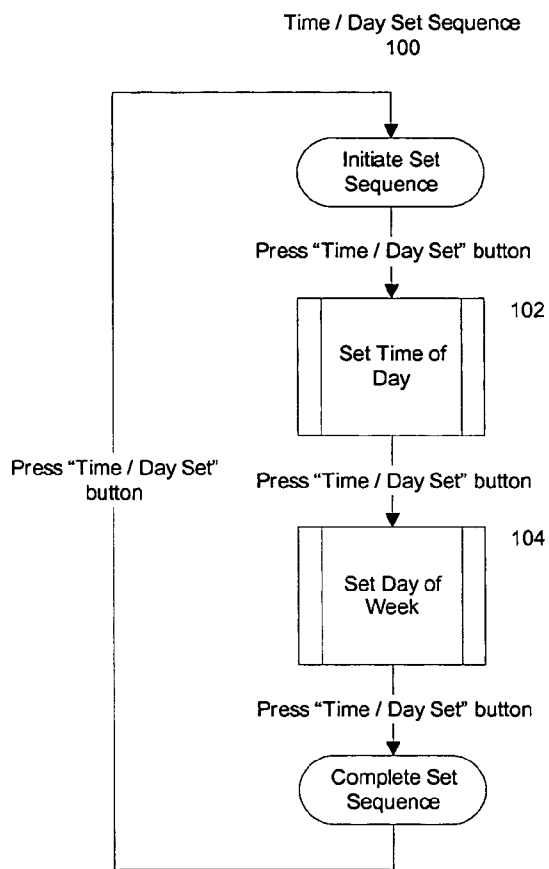 Time / Day Set Sequence
100
Initiate Set
Sequence
Press “Time / Day Set” button
102
Set Time of
Day
Press “Time / Day Set”
button
Press “Time / Day Set” button
104
Set Day of
Week
Press “Time / Day Set” button
Complete Set
Sequence